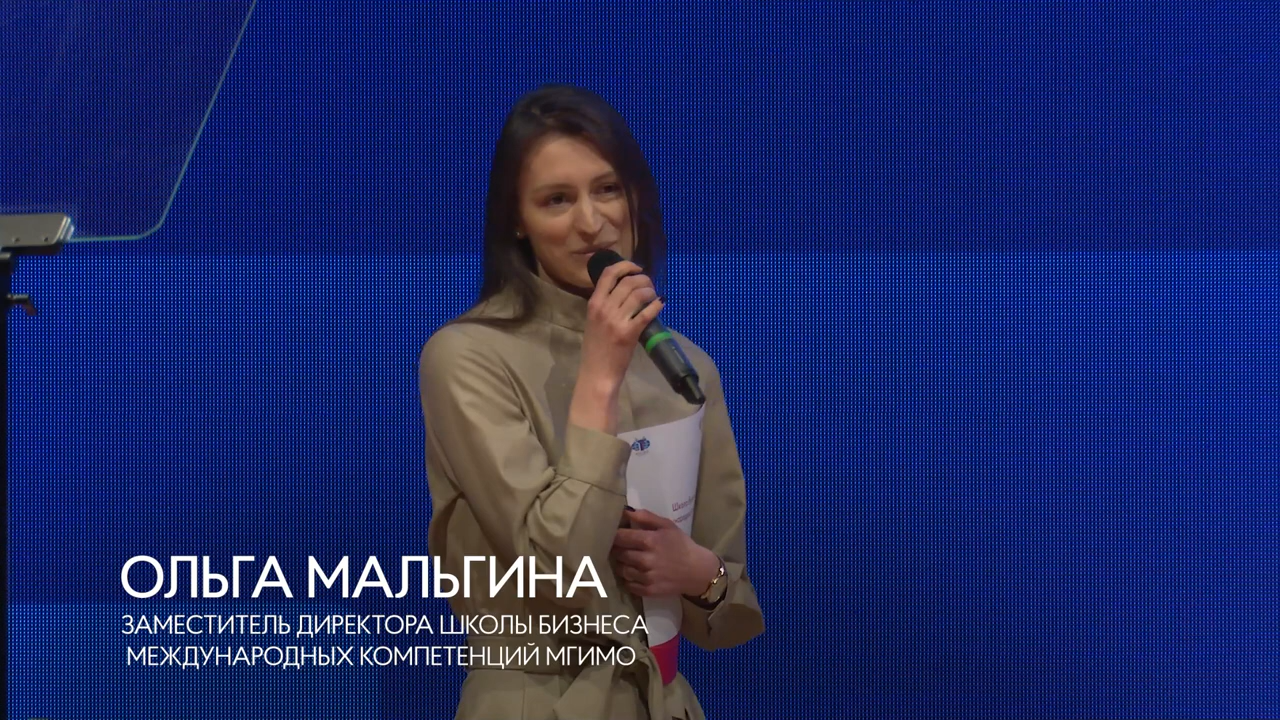 ОЛЬГА МАЛЬГИНА
ЗАМЕСТИТЕЛЬ ДИРЕКТОРА ШКОЛЫ БИЗНЕСА
МЕЖДУНАРОДНЫХ КОМПЕТЕНЦИЙ МГИМО